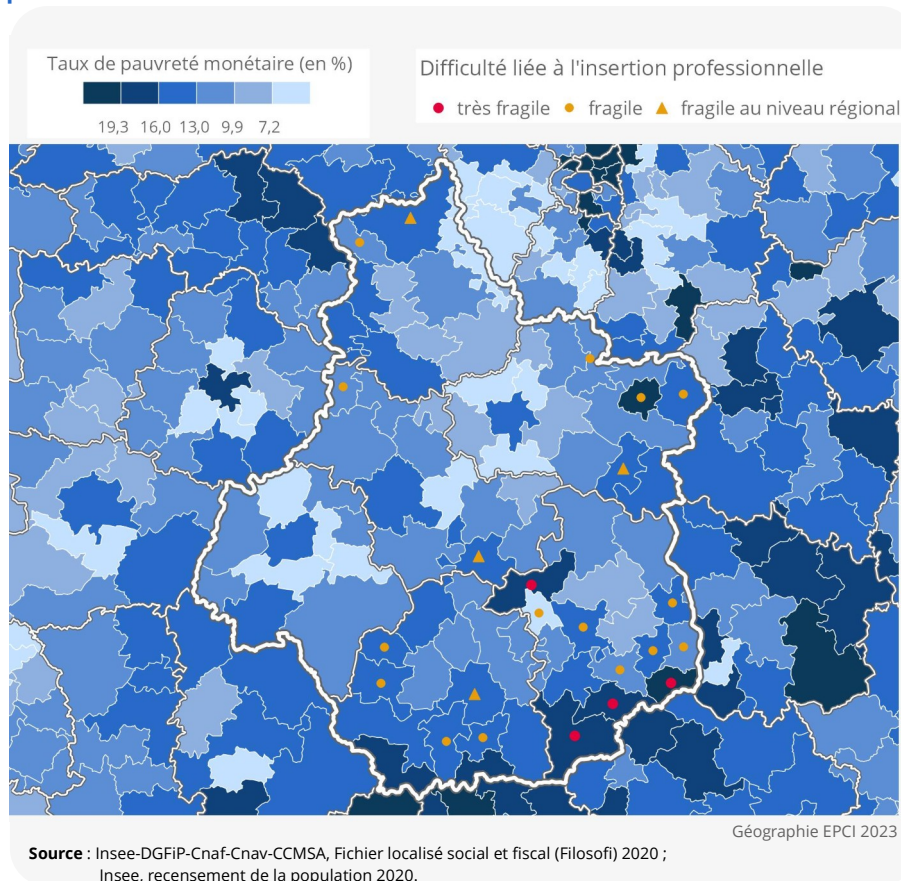 Taux de pauvreté monétaire (en %)
19,3 16,0 13,0 9,9 7,2
Difficulté liée à l'insertion professionnelle
très fragile fragile fragile au niveau régional
Géographie EPCI 2023
Source : Insee-DGFiP-Cnaf-Cnav-CCMSA, Fichier localisé social et fiscal (Filosofi) 2020 ;
Insee, recensement de la population 2020.